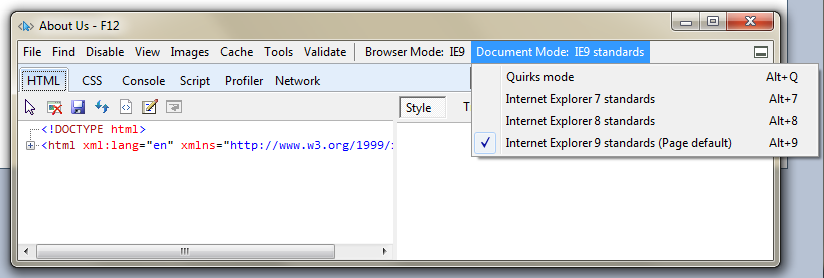 About Us - F12
File Find Disable View Images Cache Tools Validate Browser Mode: IE9 Document Mode: IE9 standards
HTML CSS Console Script Profiler Network
Quirks mode Alt+Q
Internet Explorer 7 standards Alt+7
Internet Explorer 8 standards Alt+8
Internet Explorer 9 standards (Page default) Alt+9
Style T
<!DOCTYPE html>
<html xml:lang="en" xmlns="http://www.w3.org/1999/